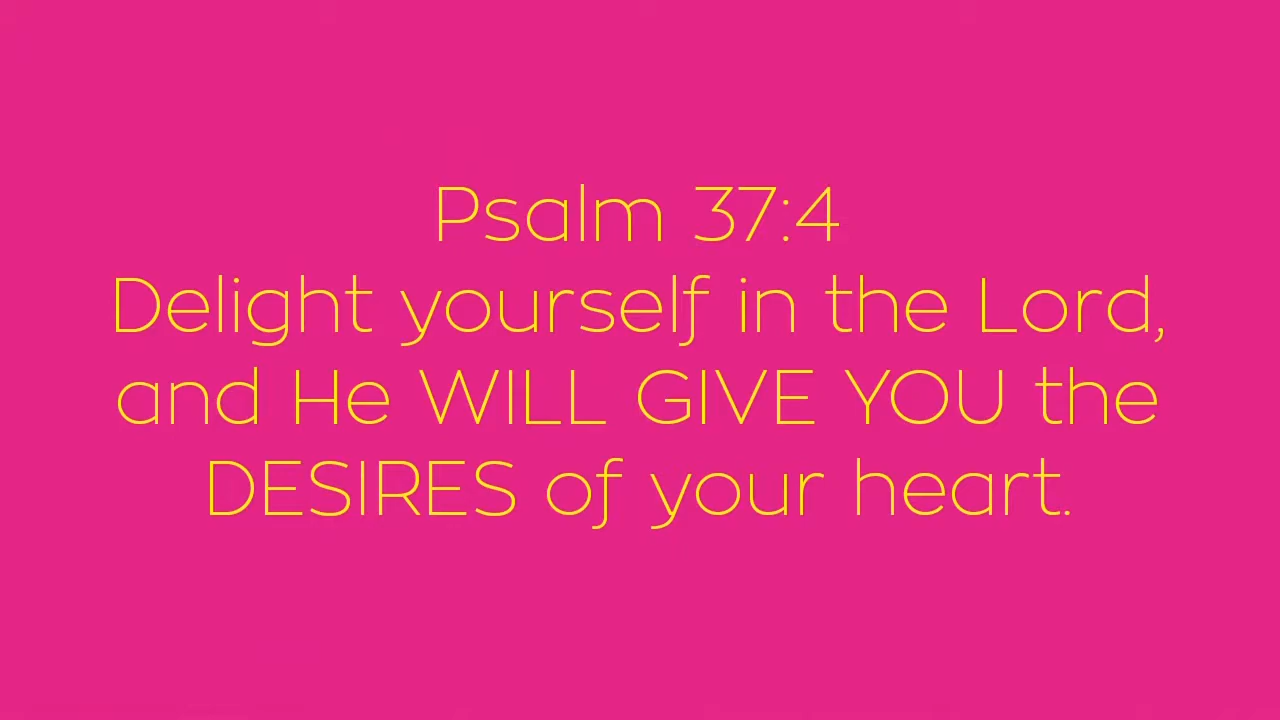 Psalm 37:4
Delight yourself in the Lord,
and He WILL GIVE YOU the
DESIRES of your heart.